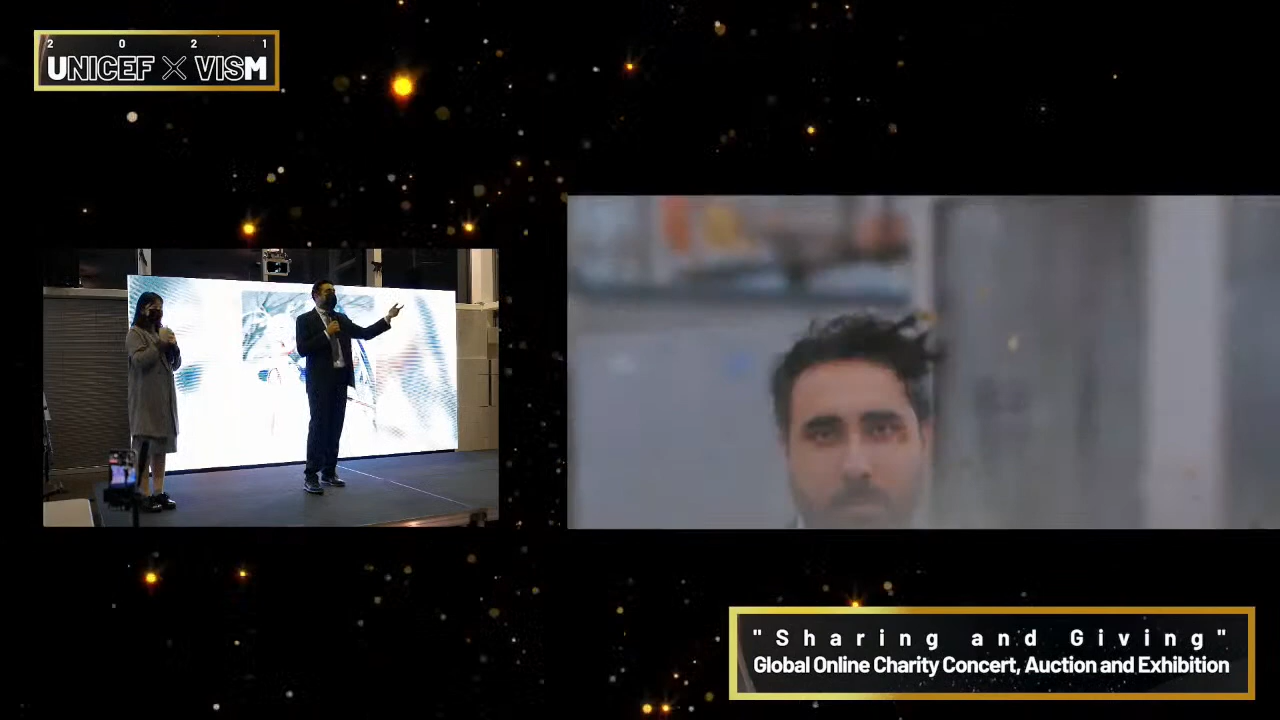 2 0 2 1
UNICEF X VISM
"Sharing and Giving"
Global Online Charity Concert, Auction and Exhibition